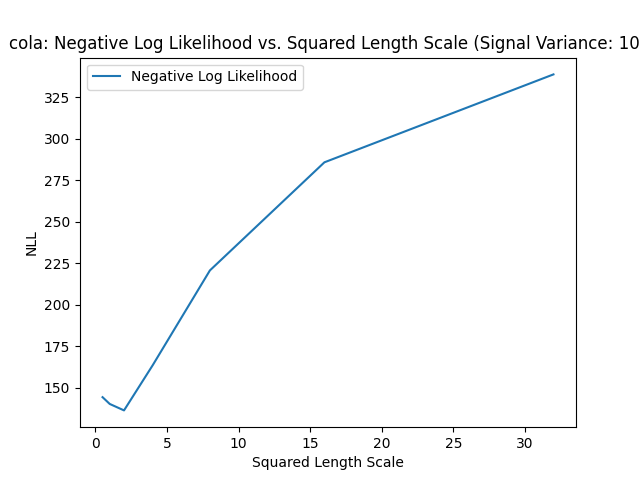 cola: Negative Log Likelihood vs. Squared Length Scale (Signal Variance: 10
Negative Log Likelihood
325
300
275
250
225
200
175
150
NLL
0 5 10 15 20 25 30
Squared Length Scale